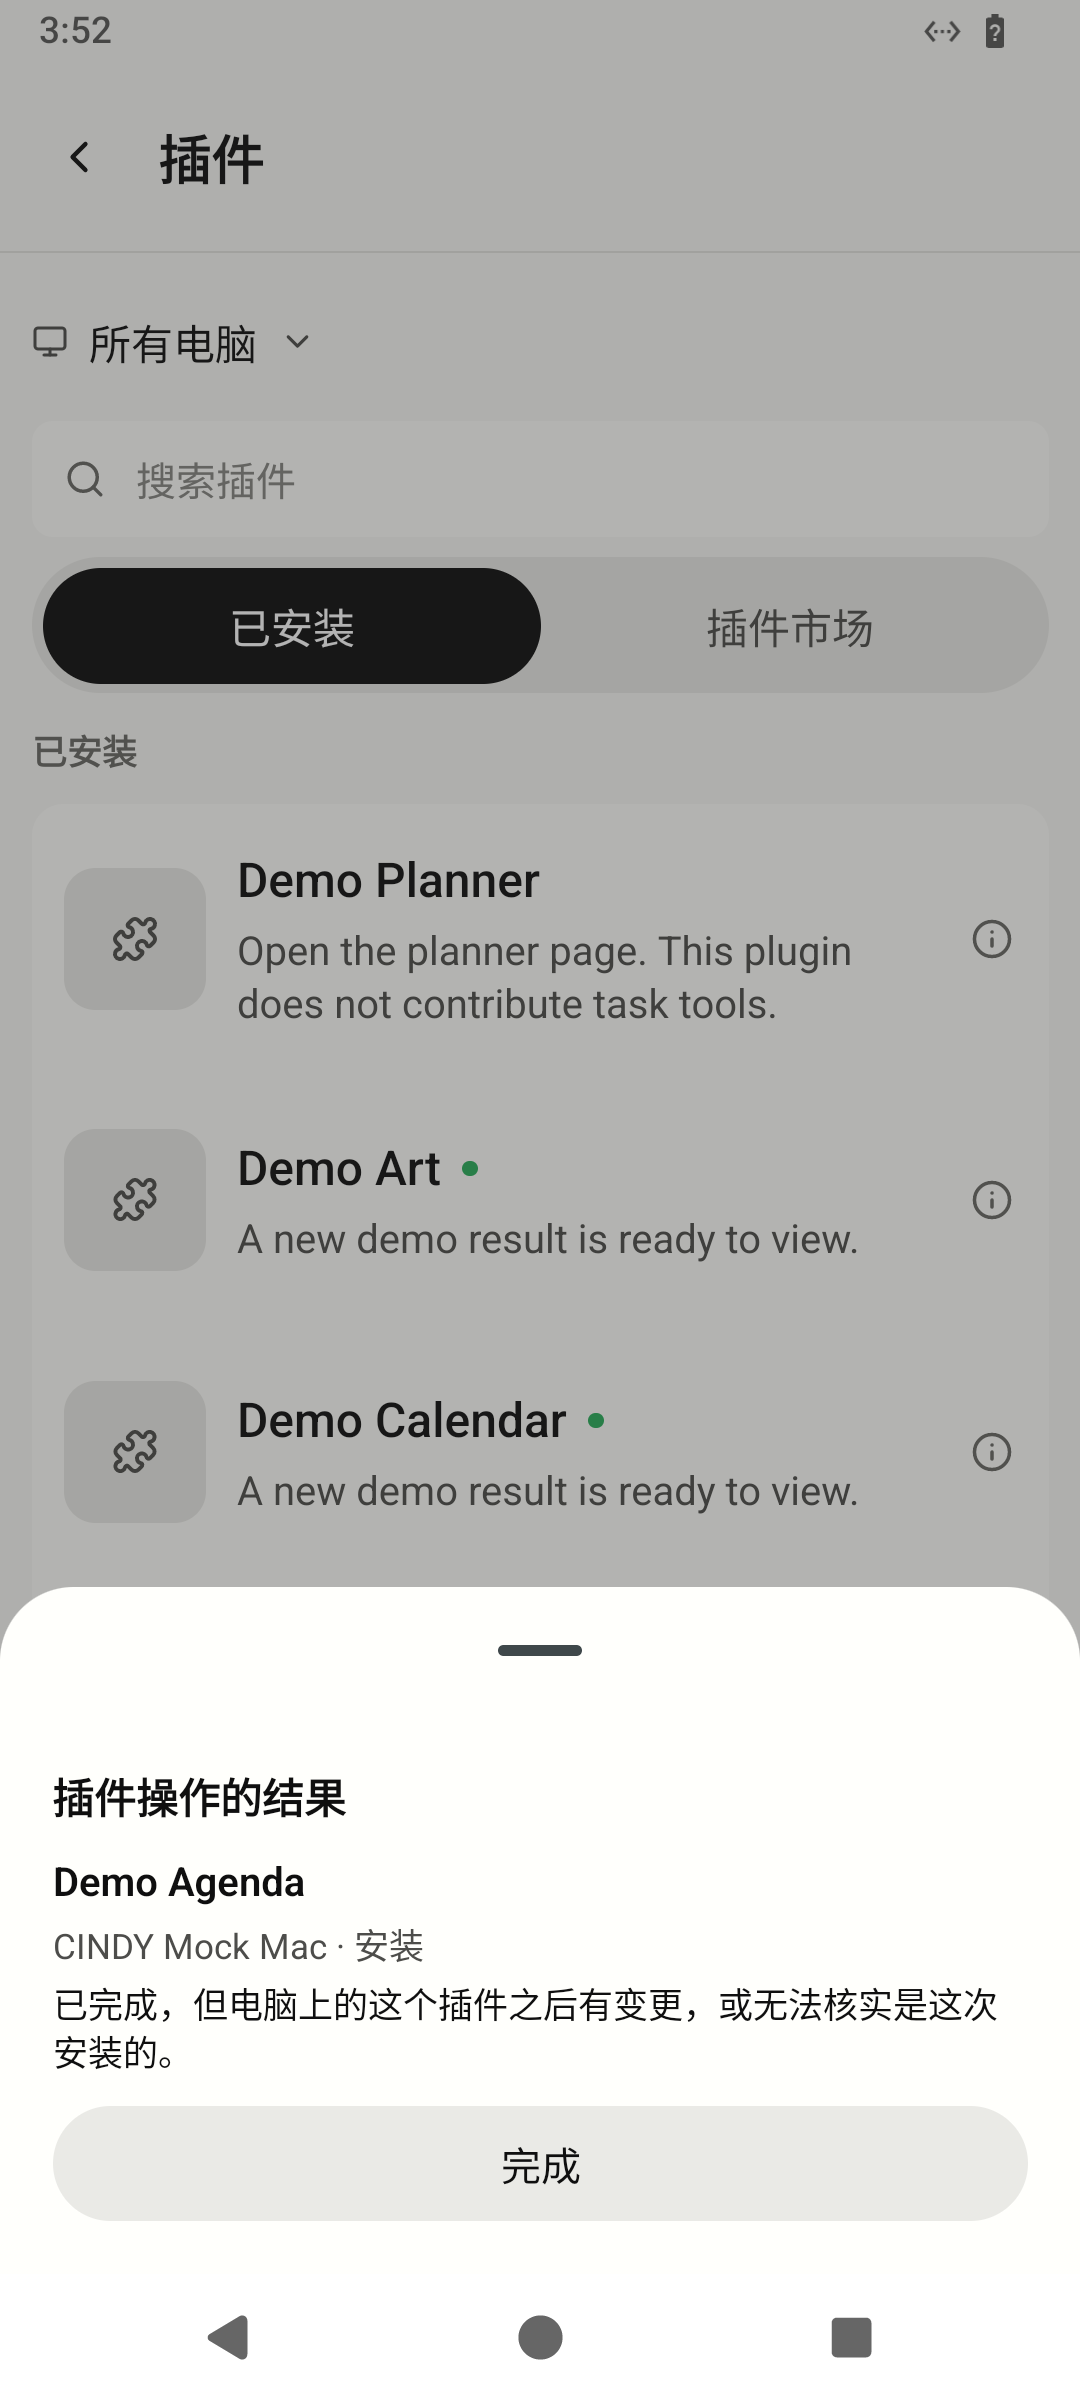 3:52
插件
所有电脑
搜索插件
已安装
插件市场
已安装
Demo Planner
Open the planner page. This plugin
does not contribute task tools.
Demo Art
A new demo result is ready to view.
Demo Calendar
A new demo result is ready to view.
插件操作的结果
Demo Agenda
CINDY Mock Mac · 安装
已完成，但电脑上的这个插件之后有变更，或无法核实是这次
安装的。
完成